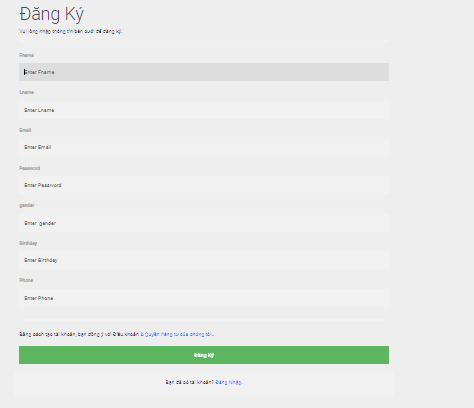 Đăng Ký
Vui lòng nhập thông tin bên dưới để đăng ký.
Fname
Enter Fname
Lname
Enter Lname
Email
Enter Email
Password
Enter Password
gender
Enter gender
Birthday
Enter Birthday
Phone
Enter Phone
Bằng cách tạo tài khoản, bạn đồng ý với Điều khoản & Quyền riêng tư của chúng tôi.
Đăng Ký
Bạn đã có tài khoản? Đăng Nhập.